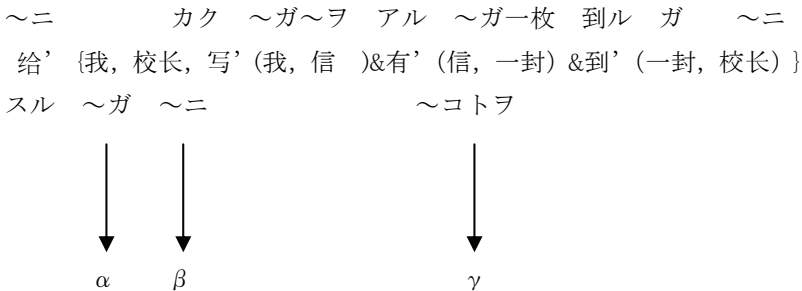 ～ニ カク ～ガ～ヲ アル ～ガ一枚 到ル ガ ～ニ
给’ {我, 校长, 写’(我, 信 )&有’(信, 一封) &到’(一封, 校长) }
スル ～ガ ～ニ ～コトヲ
α β γ